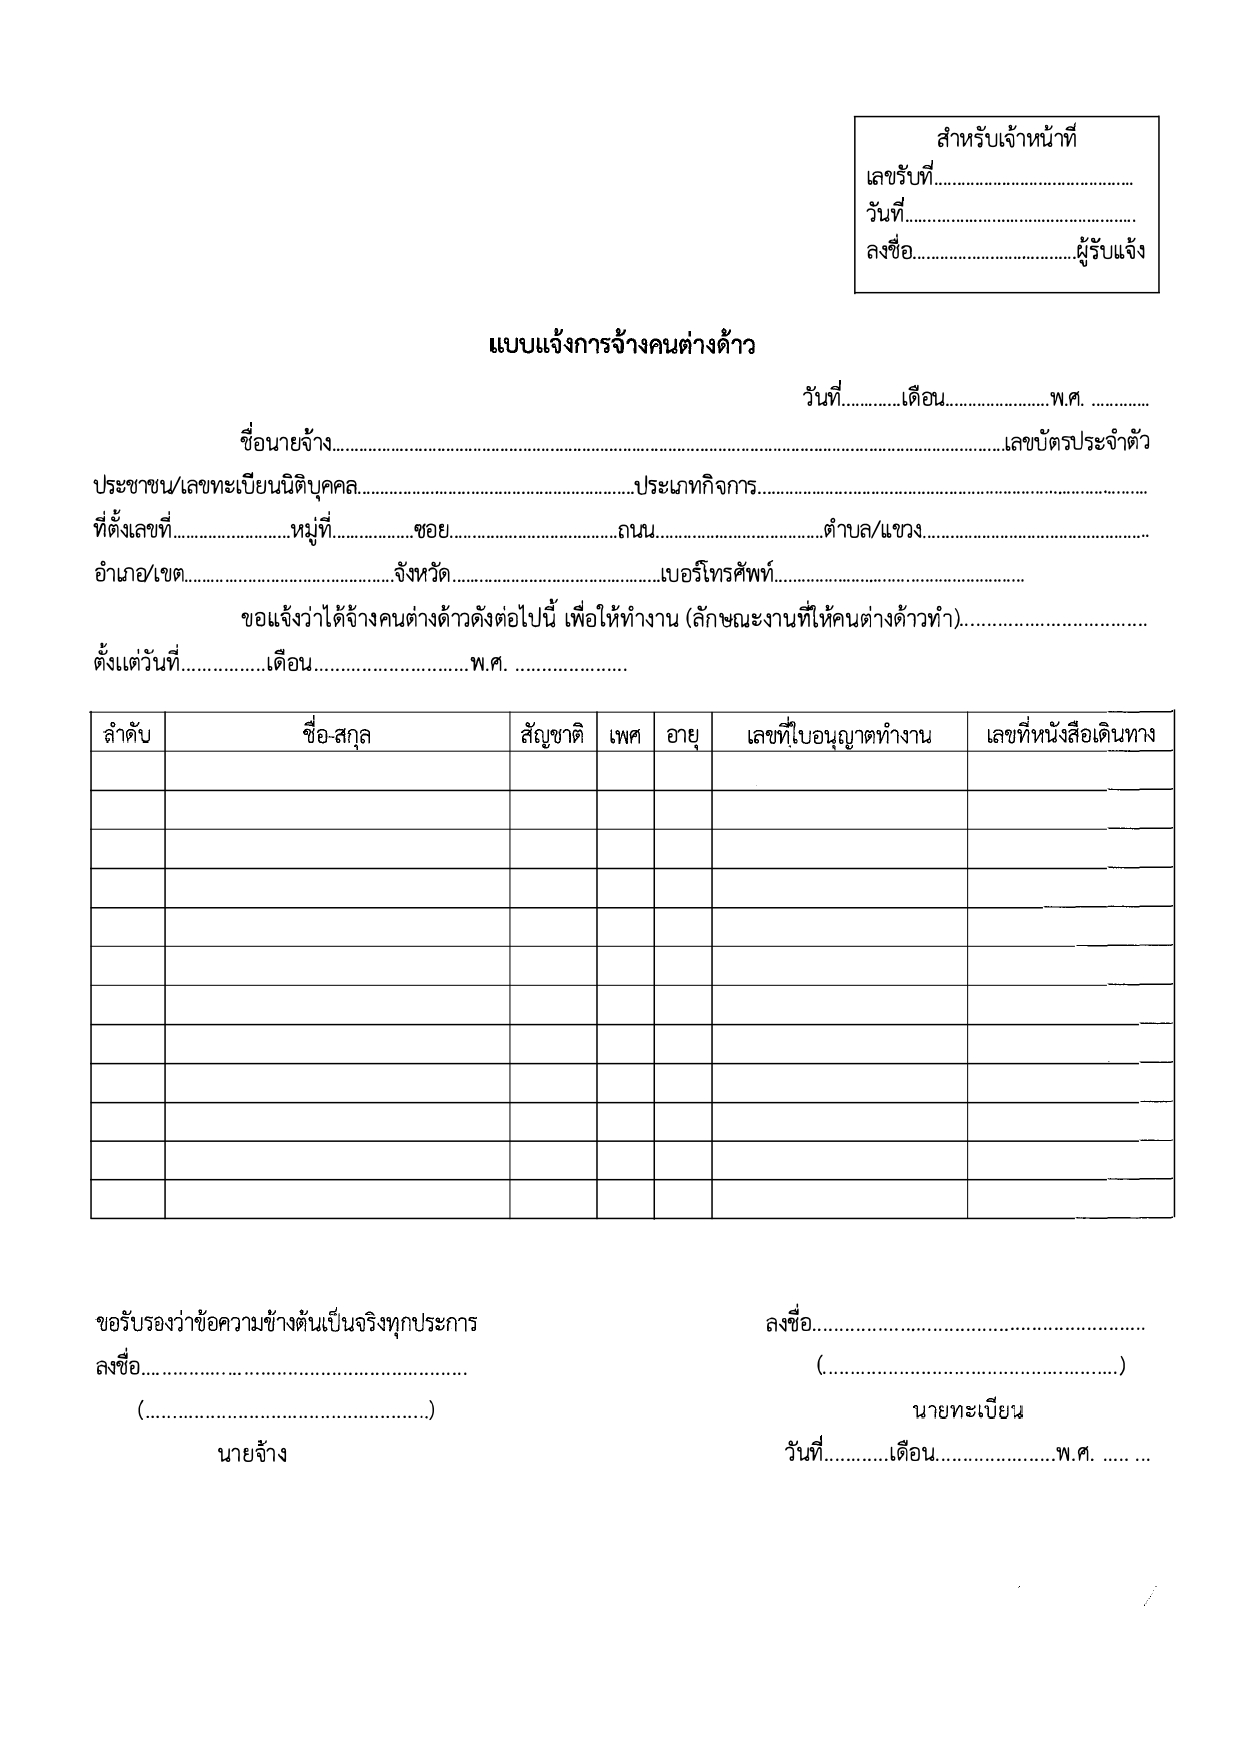 สำหรับเจ้าหน้าที่
เลขรับที่............................................
วันที่...................................................
ลงชื่อ....................................ผู้รับแจ้ง
แบบแจ้งการจ้างคนต่างด้าว
วันที่.............เดือน.......................พ.ศ. .............
ชื่อนายจ้าง....................................................................................................................................................เลขบัตรประจำตัว
ประชาชน/เลขทะเบียนนิติบุคคล.............................................................ประเภทกิจการ......................................................................................
ที่ตั้งเลขที่..........................หมู่ที่..................ซอย.....................................ถนน.....................................ตำบล/แขวง..................................................
อำเภอ/เขต..............................................จังหวัด..............................................เบอร์โทรศัพท์.......................................................
ขอแจ้งว่าได้จ้างคนต่างด้าวดังต่อไปนี้ เพื่อให้ทำงาน (ลักษณะงานที่ให้คนต่างด้าวทำ)...................................
ตั้งแต่วันที่................เดือน.............................พ.ศ. .....................
ลำดับ ชื่อ-สกุล สัญชาติ เพศ อายุ เลขที่ใบอนุญาตทำงาน เลขที่หนังสือเดินทาง
ขอรับรองว่าข้อความข้างต้นเป็นจริงทุกประการ ลงชื่อ..............................................................
ลงชื่อ............................................................. (.......................................................)
(.....................................................) นายทะเบียน
นายจ้าง วันที่............เดือน.......................พ.ศ. ..... ...